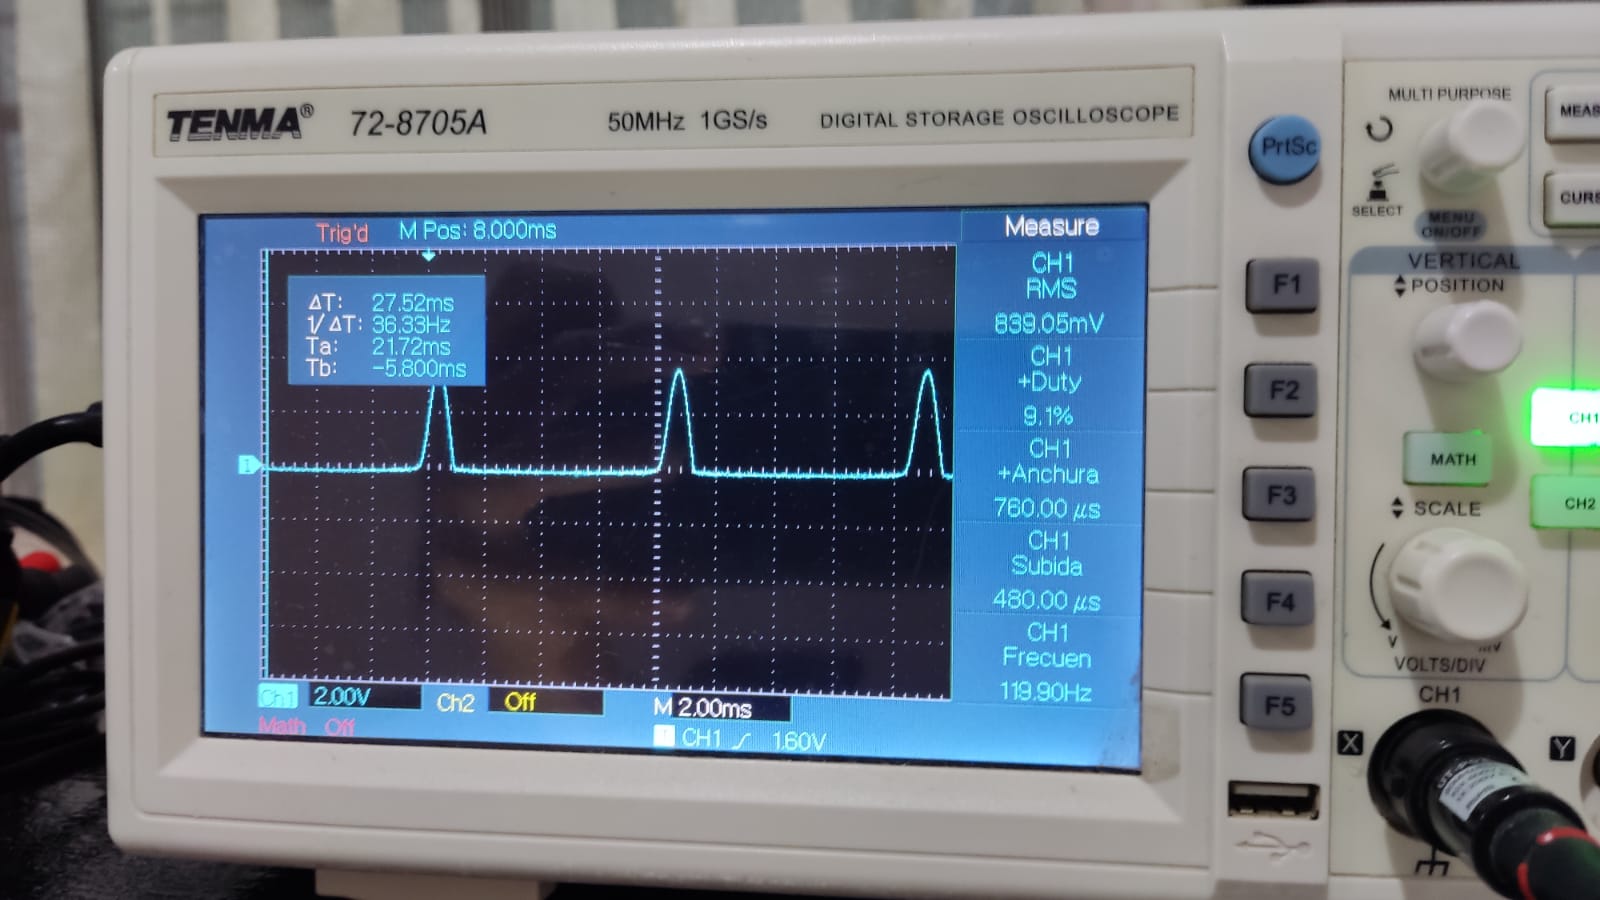 TENMA® 72-8705A 50MHz 1GS/s DIGITAL STORAGE OSCILLOSCOPE
Trig'd M Pos: 8.000ms
ΔT: 27.52ms
1/ΔT: 36.33Hz
Ta: 21.72ms
Tb: -5.800ms
Measure
CH1
RMS
839.05mV
CH1
+Duty
9.1%
CH1
+Anchura
760.00 µs
CH1
Subida
480.00 µs
CH1
Frecuen
119.90Hz
Ch1 2.00V Ch2 Off M 2.00ms
Math Off CH1 1.60V
PrtSc
F1
F2
F3
F4
F5
MULTI PURPOSE
SELECT
MENU
ON/OFF
MEAS
CURS
VERTICAL
POSITION
CH1
MATH
CH2
SCALE
V mV
VOLTS/DIV
CH1
X Y